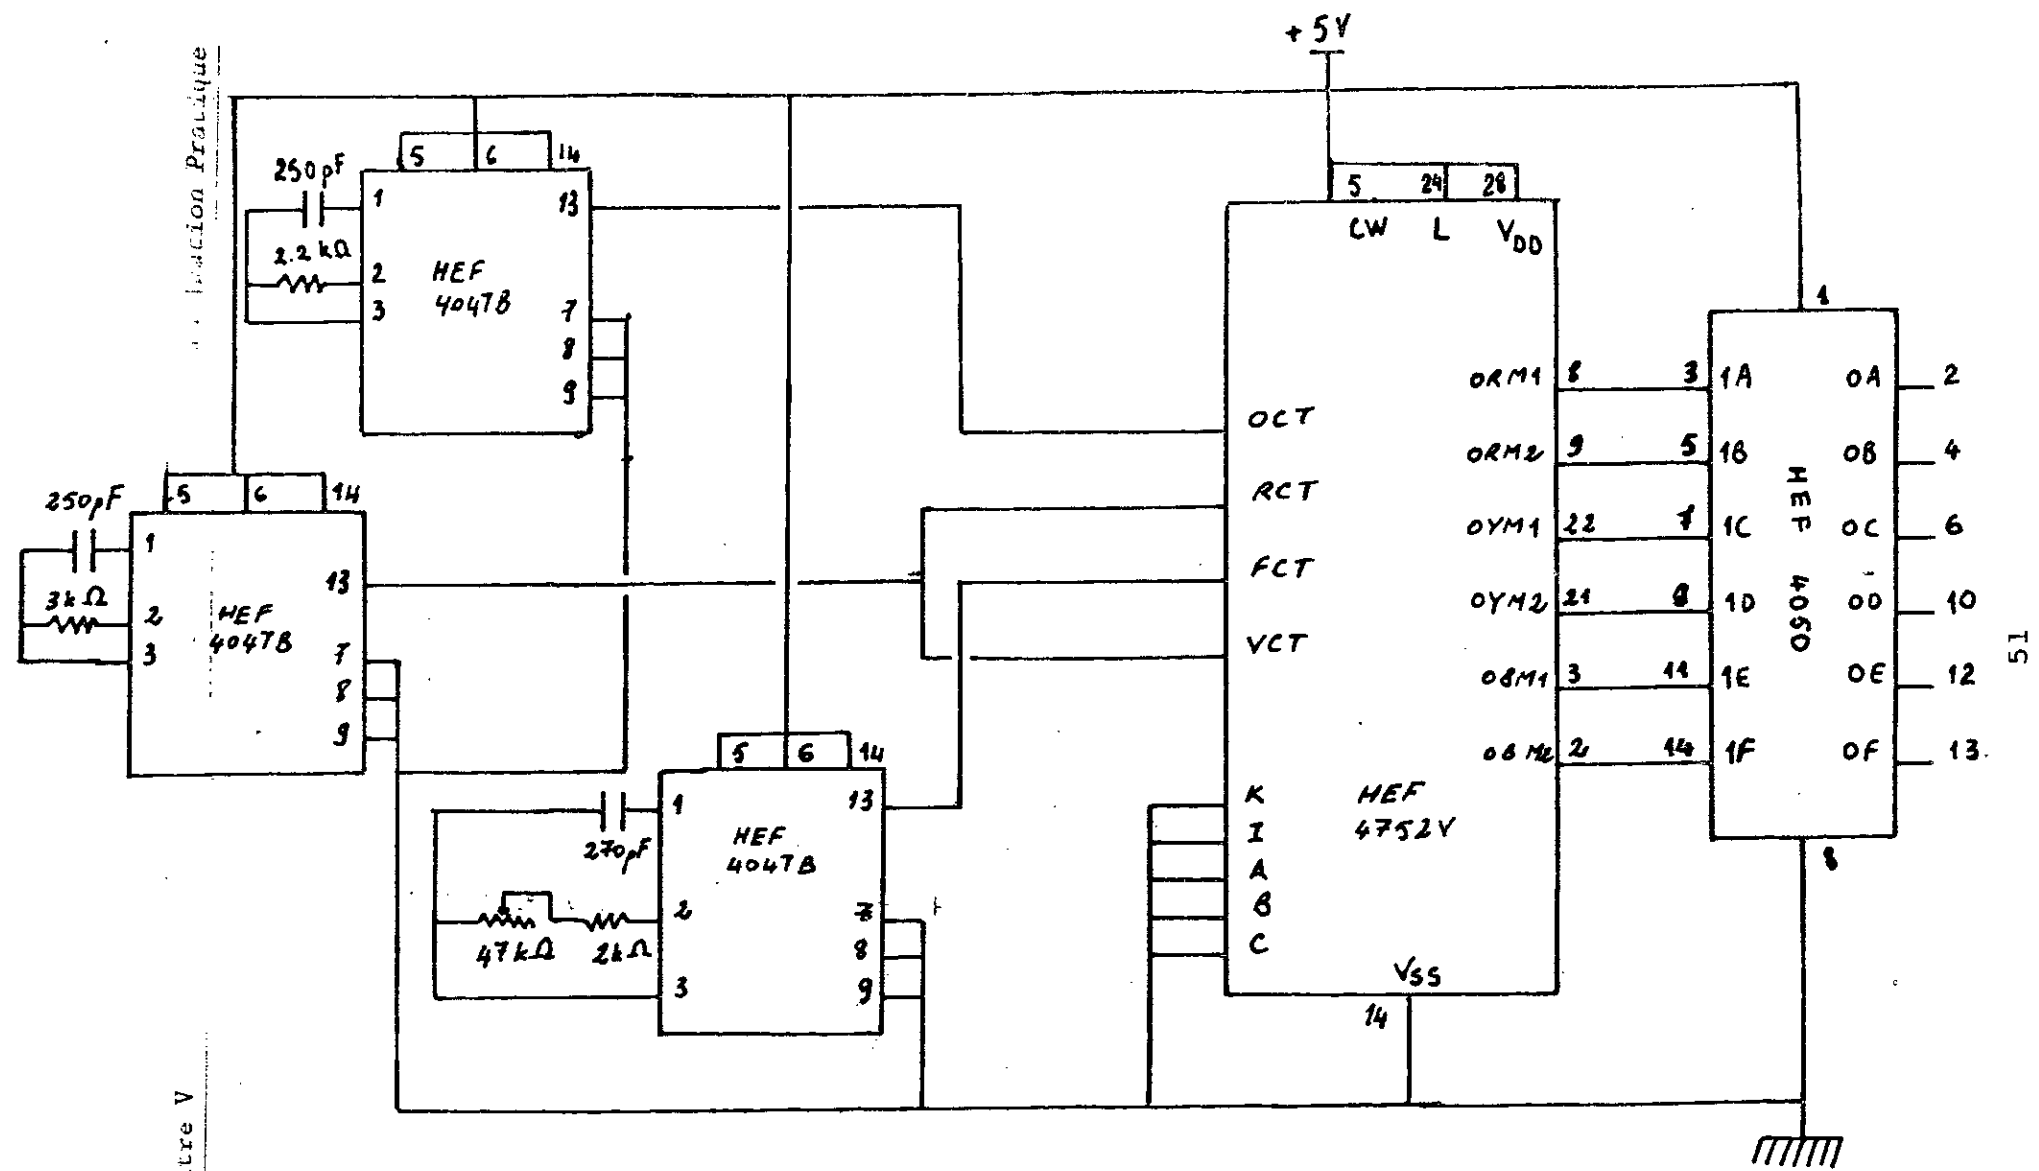 +5V
5 6 14
250pF
1
13
2.2kΩ
2
3
HEF
4047B
7
8
9
5 6 14
250pF
1
13
3kΩ
2
3
HEF
4047B
7
8
9
5 6 14
1
13
270pF
HEF
4047B
2
47kΩ 2kΩ
3
7
8
9
5 24 28
CW L VDD
OCT
RCT
FCT
VCT
K
I
A
B
C
HEF
4752V
VSS
14
ORM1 8
ORM2 9
OYM1 22
OYM2 21
OBM1 3
OBM2 2
1
3 1A OA 2
5 1B OB 4
7 1C OC 6
1D OD 10
11 1E OE 12
14 1F OF 13
HEF 4050
8
51
Pratique
V